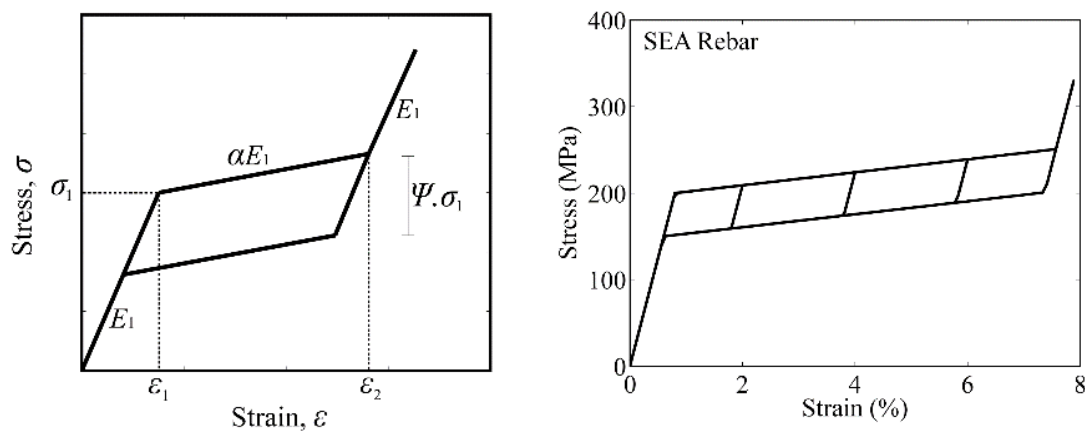 E₁
αE₁
σ₁
Ψ.σ₁
Stress, σ
E₁
ε₁
ε₂
Strain, ε
400
SEA Rebar
300
Stress (MPa)
200
100
0
0
2
4
6
8
Strain (%)